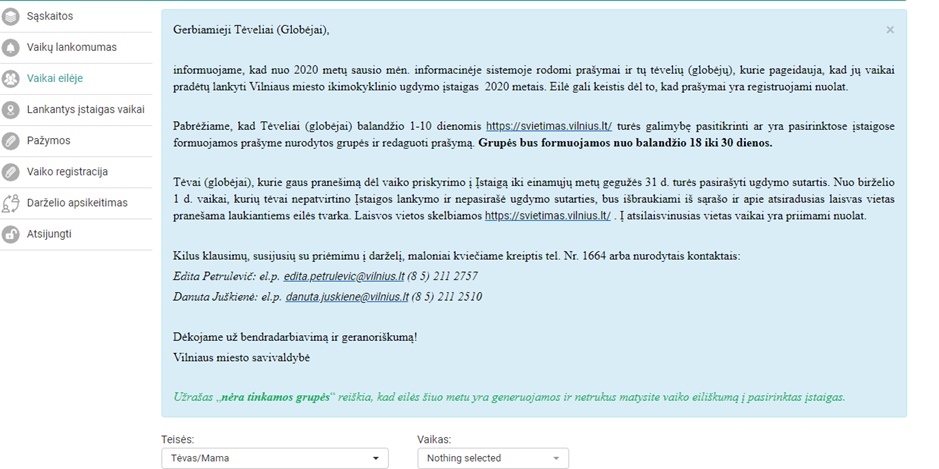 Sąskaitos
Vaikų lankomumas
Vaikai eilėje
Lankantys įstaigas vaikai
Pažymos
Vaiko registracija
Darželio apsikeitimas
Atsijungti
Gerbiamieji Tėveliai (Globėjai),
×
informuojame, kad nuo 2020 metų sausio mėn. informacinėje sistemoje rodomi prašymai ir tų tėvelių (globėjų), kurie pageidauja, kad jų vaikai
pradėtų lankyti Vilniaus miesto ikimokyklinio ugdymo įstaigas 2020 metais. Eilė gali keistis dėl to, kad prašymai yra registruojami nuolat.
Pabrėžiame, kad Tėveliai (globėjai) balandžio 1-10 dienomis https://svietimas.vilnius.lt/ turės galimybę pasitikrinti ar yra pasirinktose įstaigose
formuojamos prašyme nurodytos grupės ir redaguoti prašymą. Grupės bus formuojamos nuo balandžio 18 iki 30 dienos.
Tėvai (globėjai), kurie gaus pranešimą dėl vaiko priskyrimo į Įstaigą iki einamųjų metų gegužės 31 d. turės pasirašyti ugdymo sutartis. Nuo birželio
1 d. vaikai, kurių tėvai nepatvirtino Įstaigos lankymo ir nepasirašė ugdymo sutarties, bus išbraukiami iš sąrašo ir apie atsiradusias laisvas vietas
pranešama laukiantiems eilės tvarka. Laisvos vietos skelbiamos https://svietimas.vilnius.lt/ . Į atsilaisvinusias vietas vaikai yra priimami nuolat.
Kilus klausimų, susijusių su priėmimu į darželį, maloniai kviečiame kreiptis tel. Nr. 1664 arba nurodytais kontaktais:
Edita Petrulevič: el.p. edita.petrulevic@vilnius.lt (8 5) 211 2757
Danuta Juškienė: el.p. danuta.juskiene@vilnius.lt (8 5) 211 2510
Dėkojame už bendradarbiavimą ir geranoriškumą!
Vilniaus miesto savivaldybė
Užrašas „nėra tinkamos grupės“ reiškia, kad eilės šiuo metu yra generuojamos ir netrukus matysite vaiko eiliškumą į pasirinktas įstaigas.
Teisės:
Vaikas:
Tėvas/Mama
Nothing selected